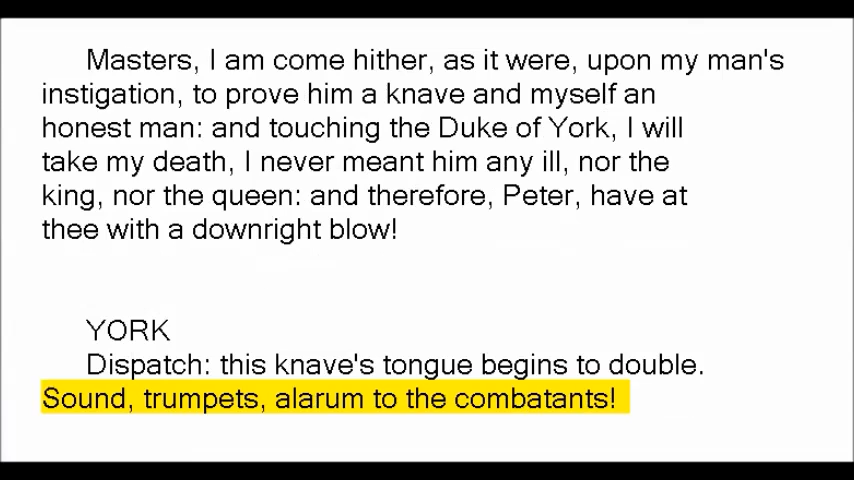 Masters, I am come hither, as it were, upon my man's
instigation, to prove him a knave and myself an
honest man: and touching the Duke of York, I will
take my death, I never meant him any ill, nor the
king, nor the queen: and therefore, Peter, have at
thee with a downright blow!
YORK
Dispatch: this knave's tongue begins to double.
Sound, trumpets, alarum to the combatants!